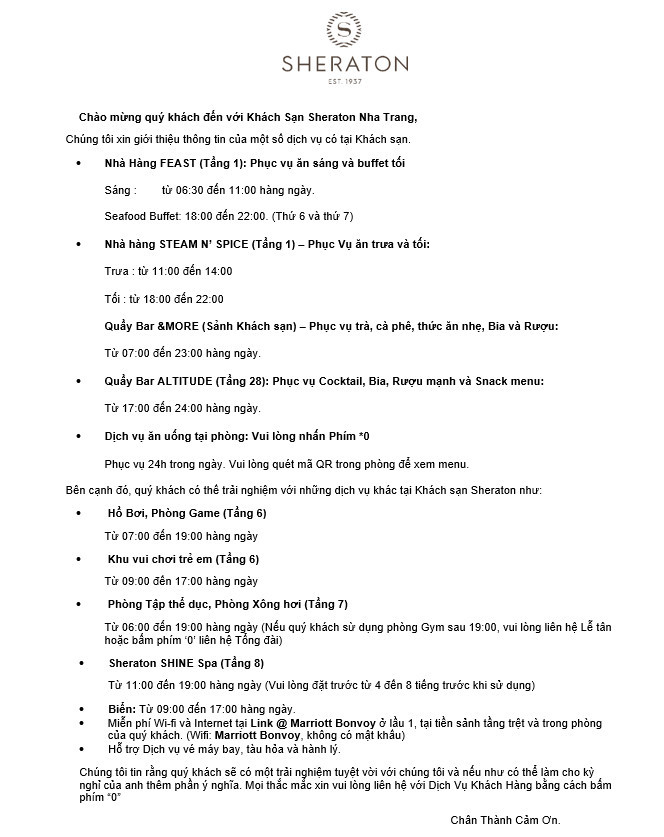 S
SHERATON
EST. 1937
Chào mừng quý khách đến với Khách Sạn Sheraton Nha Trang,
Chúng tôi xin giới thiệu thông tin của một số dịch vụ có tại Khách sạn.
• Nhà Hàng FEAST (Tầng 1): Phục vụ ăn sáng và buffet tối
Sáng : từ 06:30 đến 11:00 hàng ngày.
Seafood Buffet: 18:00 đến 22:00. (Thứ 6 và thứ 7)
• Nhà hàng STEAM N’ SPICE (Tầng 1) – Phục Vụ ăn trưa và tối:
Trưa : từ 11:00 đến 14:00
Tối : từ 18:00 đến 22:00
Quầy Bar &MORE (Sảnh Khách sạn) – Phục vụ trà, cà phê, thức ăn nhẹ, Bia và Rượu:
Từ 07:00 đến 23:00 hàng ngày.
• Quầy Bar ALTITUDE (Tầng 28): Phục vụ Cocktail, Bia, Rượu mạnh và Snack menu:
Từ 17:00 đến 24:00 hàng ngày.
• Dịch vụ ăn uống tại phòng: Vui lòng nhấn Phím *0
Phục vụ 24h trong ngày. Vui lòng quét mã QR trong phòng để xem menu.
Bên cạnh đó, quý khách có thể trải nghiệm với những dịch vụ khác tại Khách sạn Sheraton như:
• Hồ Bơi, Phòng Game (Tầng 6)
Từ 07:00 đến 19:00 hàng ngày
• Khu vui chơi trẻ em (Tầng 6)
Từ 09:00 đến 17:00 hàng ngày
• Phòng Tập thể dục, Phòng Xông hơi (Tầng 7)
Từ 06:00 đến 19:00 hàng ngày (Nếu quý khách sử dụng phòng Gym sau 19:00, vui lòng liên hệ Lễ tân
hoặc bấm phím ‘0’ liên hệ Tổng đài)
• Sheraton SHINE Spa (Tầng 8)
Từ 11:00 đến 19:00 hàng ngày (Vui lòng đặt trước từ 4 đến 8 tiếng trước khi sử dụng)
• Biển: Từ 09:00 đến 17:00 hàng ngày.
• Miễn phí Wi-fi và Internet tại Link @ Marriott Bonvoy ở lầu 1, tại tiền sảnh tầng trệt và trong phòng
của quý khách. (Wifi: Marriott Bonvoy, không có mật khẩu)
• Hỗ trợ Dịch vụ vé máy bay, tàu hỏa và hành lý.
Chúng tôi tin rằng quý khách sẽ có một trải nghiệm tuyệt vời với chúng tôi và nếu như có thể làm cho kỳ
nghỉ của anh thêm phần ý nghĩa. Mọi thắc mắc xin vui lòng liên hệ với Dịch Vụ Khách Hàng bằng cách bấm
phím “0”
Chân Thành Cảm Ơn.